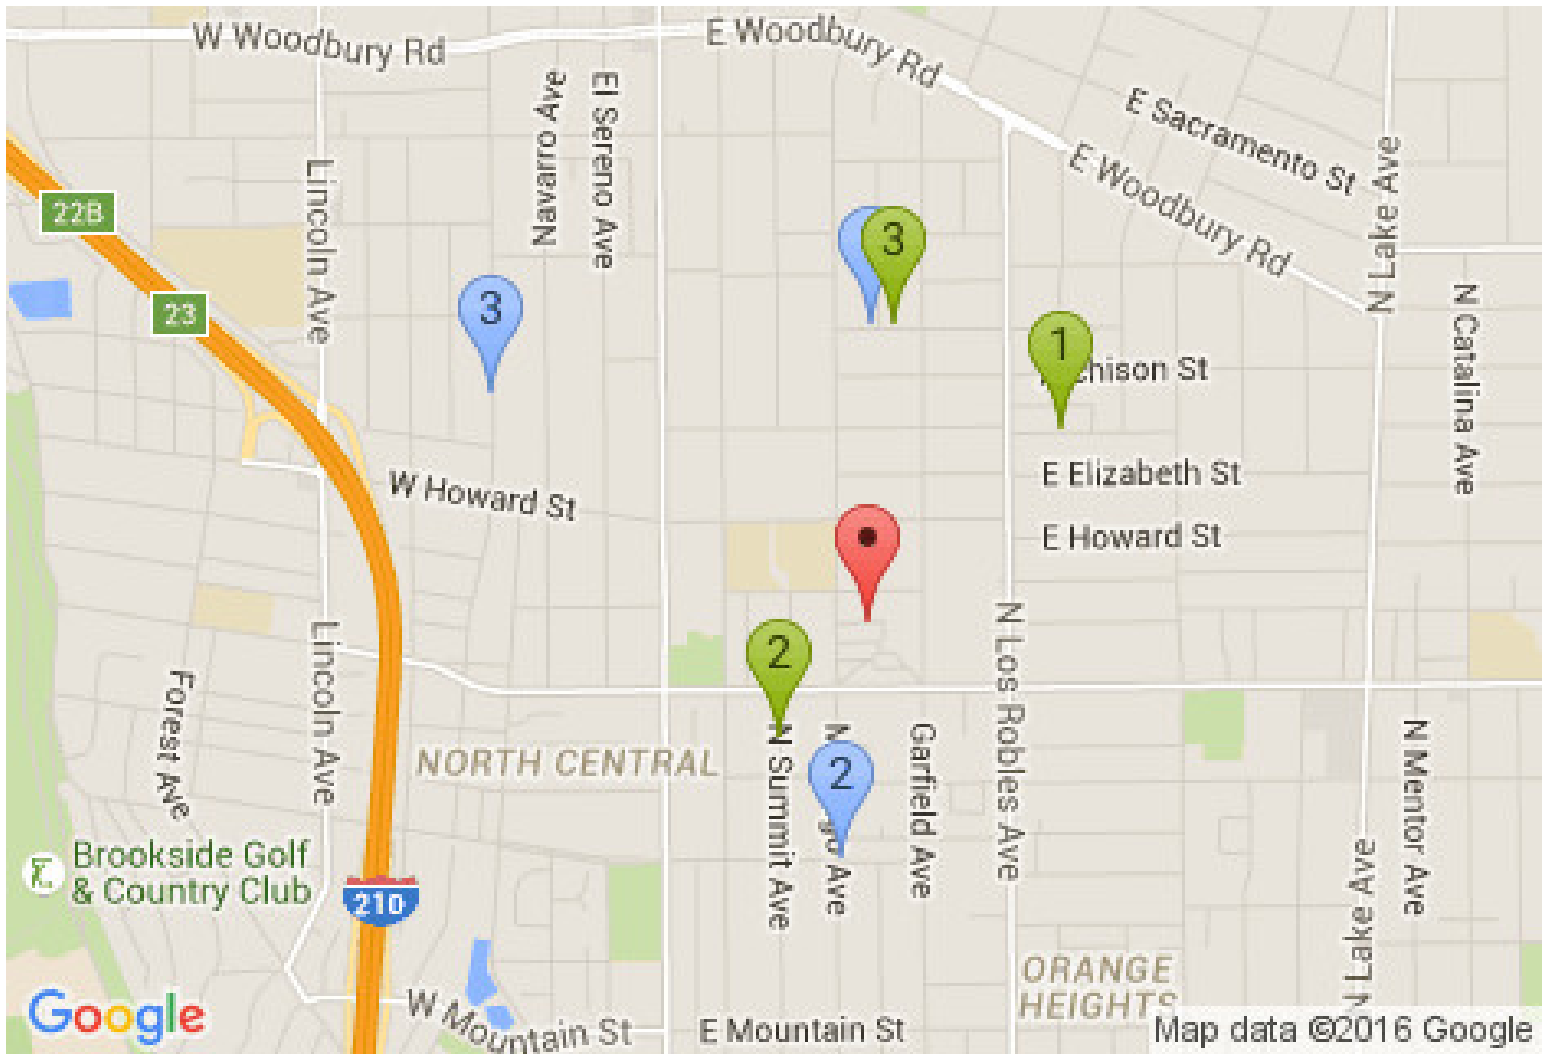 W Woodbury Rd
E Woodbury Rd
Navarro Ave
El Sereno Ave
E Sacramento St
Lincoln Ave
N Lake Ave
E Woodbury Rd
22B
23
3
3
1
N Catalina Ave
E Elizabeth St
W Howard St
E Howard St
2
Lincoln Ave
N Los Robles Ave
Forest Ave
NORTH CENTRAL
N Summit Ave
2
Ave
Garfield Ave
N Mentor Ave
Brookside Golf
& Country Club
210
N Lake Ave
ORANGE
HEIGHTS
Google
W Mountain St
E Mountain St
Map data ©2016 Google